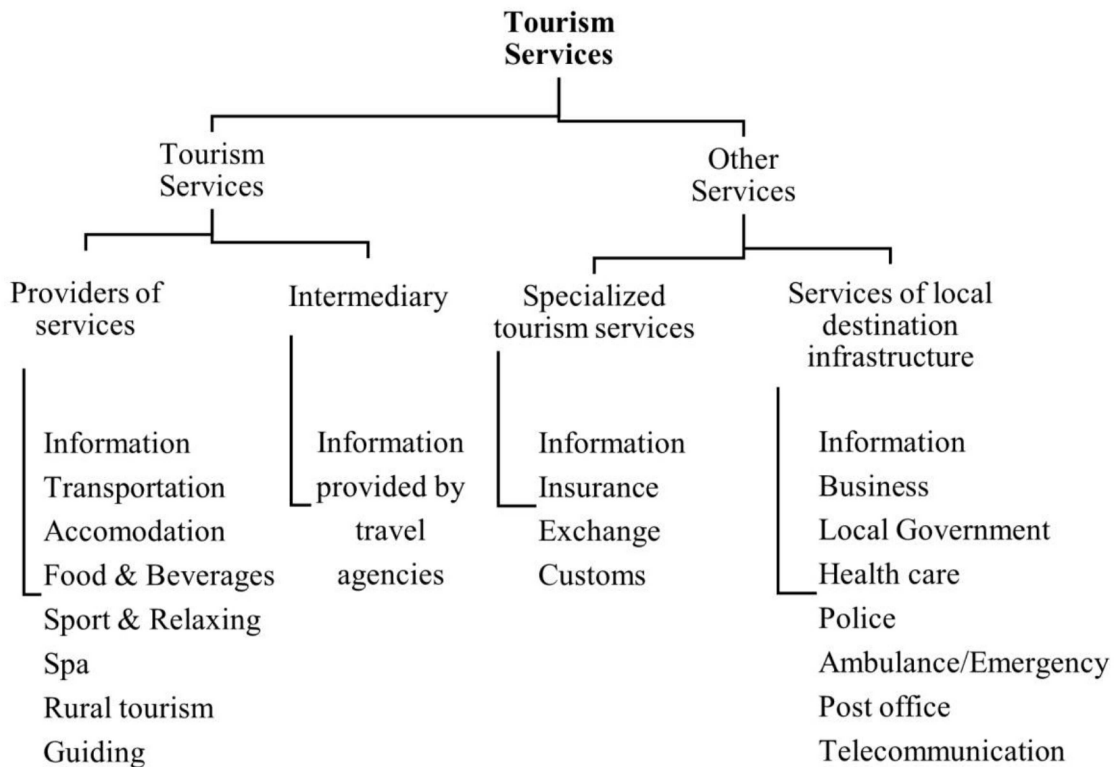 Tourism
Services
Tourism
Services
Other
Services
Providers of
services
Intermediary
Specialized
tourism services
Services of local
destination
infrastructure
Information
Transportation
Accomodation
Food & Beverages
Sport & Relaxing
Spa
Rural tourism
Guiding
Information
provided by
travel
agencies
Information
Insurance
Exchange
Customs
Information
Business
Local Government
Health care
Police
Ambulance/Emergency
Post office
Telecommunication